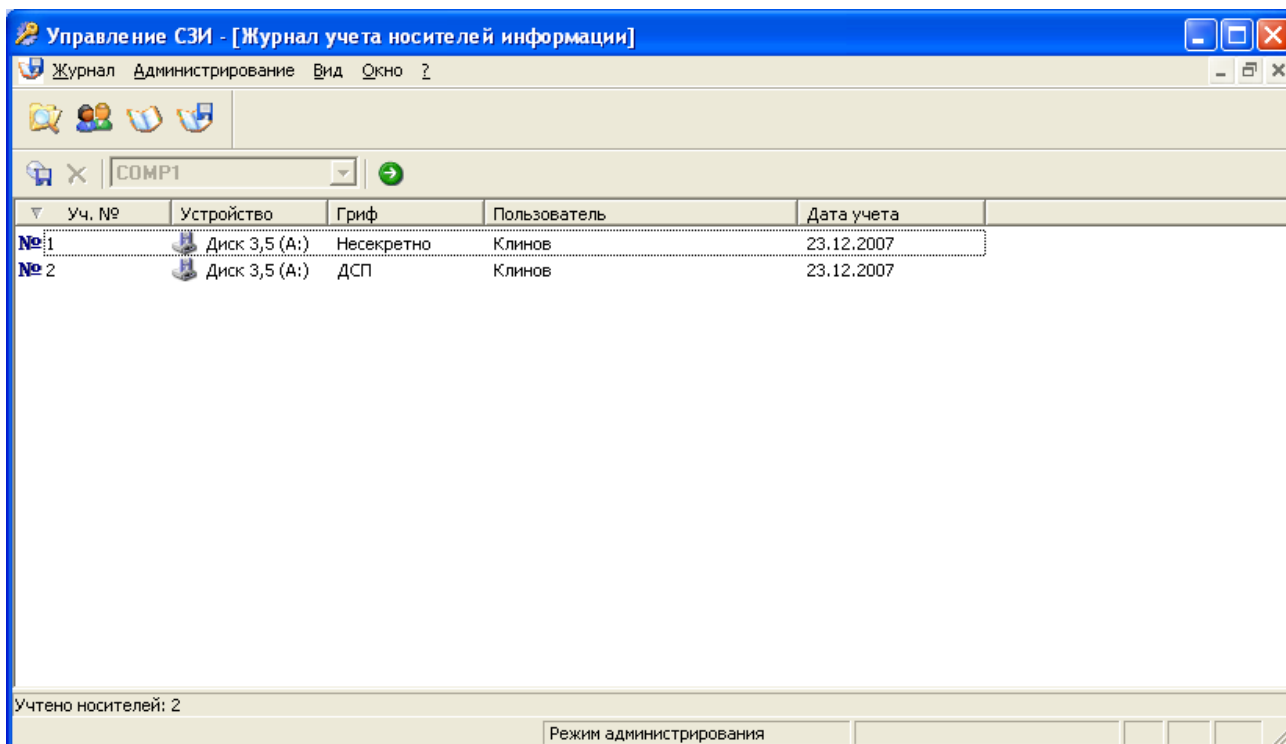 Управление СЗИ - [Журнал учета носителей информации]
Журнал Администрирование Вид Окно ?
COMP1
Уч. № Устройство Гриф Пользователь Дата учета
№ 1 Диск 3,5 (A:) Несекретно Клинов 23.12.2007
№ 2 Диск 3,5 (A:) ДСП Клинов 23.12.2007
Учтено носителей: 2
Режим администрирования